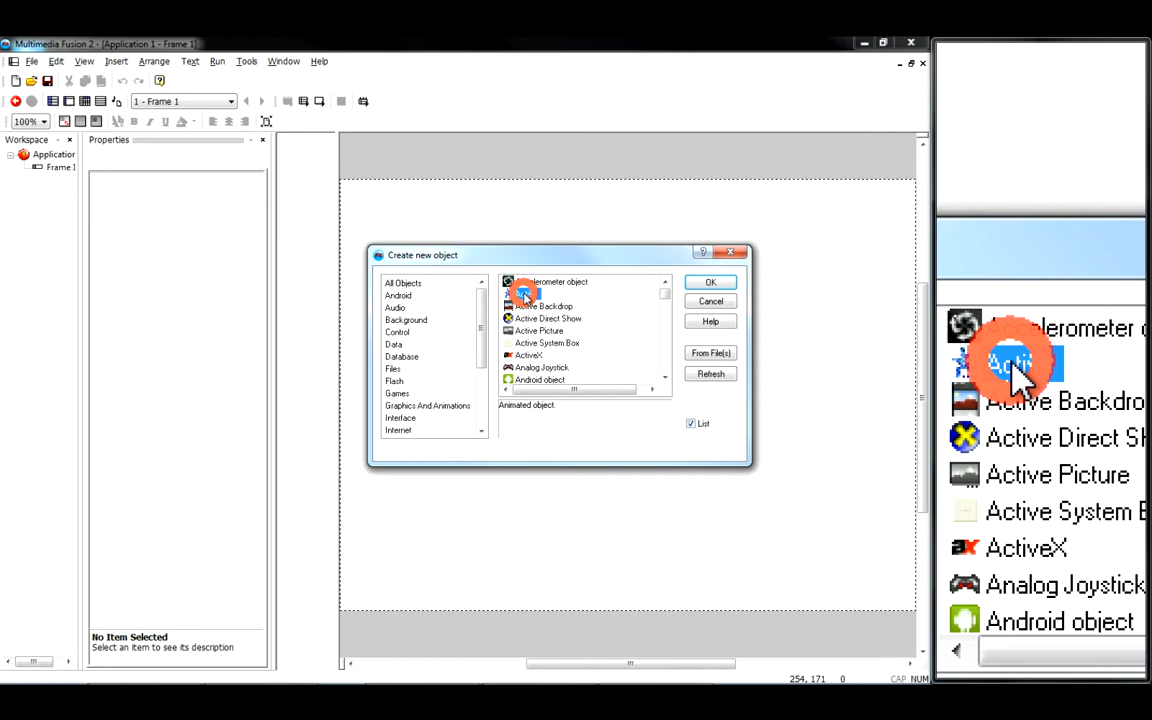 Multimedia Fusion 2 - [Application 1 - Frame 1]
File Edit View Insert Arrange Text Run Tools Window Help
1 - Frame 1
100%
Workspace
Properties
Application
Frame 1
Create new object
All Objects
Android
Audio
Background
Control
Data
Database
Files
Flash
Games
Graphics And Animations
Interface
Internet
object
Active Backdrop
Active Direct Show
Active Picture
Active System Box
ActiveX
Analog Joystick
Android object
Animated object.
OK
Cancel
Help
From File(s)
Refresh
List
No Item Selected
Select an item to see its description
254, 171 0 CAP NUM
Accelerometer o
Activ
Active Backdro
Active Direct Sh
Active Picture
Active System B
ActiveX
Analog Joystick
Android object